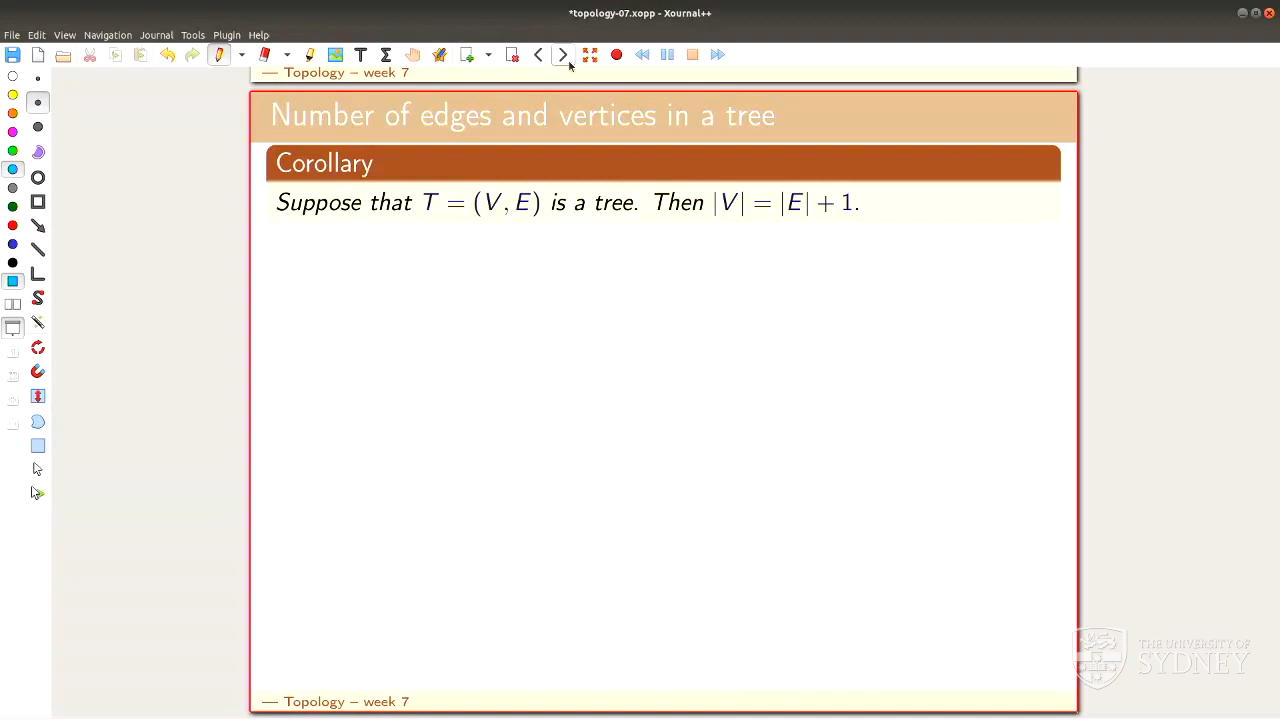 *topology-07.xopp - Xournal++
File Edit View Navigation Journal Tools Plugin Help
— Topology – week 7
Number of edges and vertices in a tree
Corollary
Suppose that T = (V, E) is a tree. Then |V| = |E| + 1.
THE UNIVERSITY OF
SYDNEY
— Topology – week 7